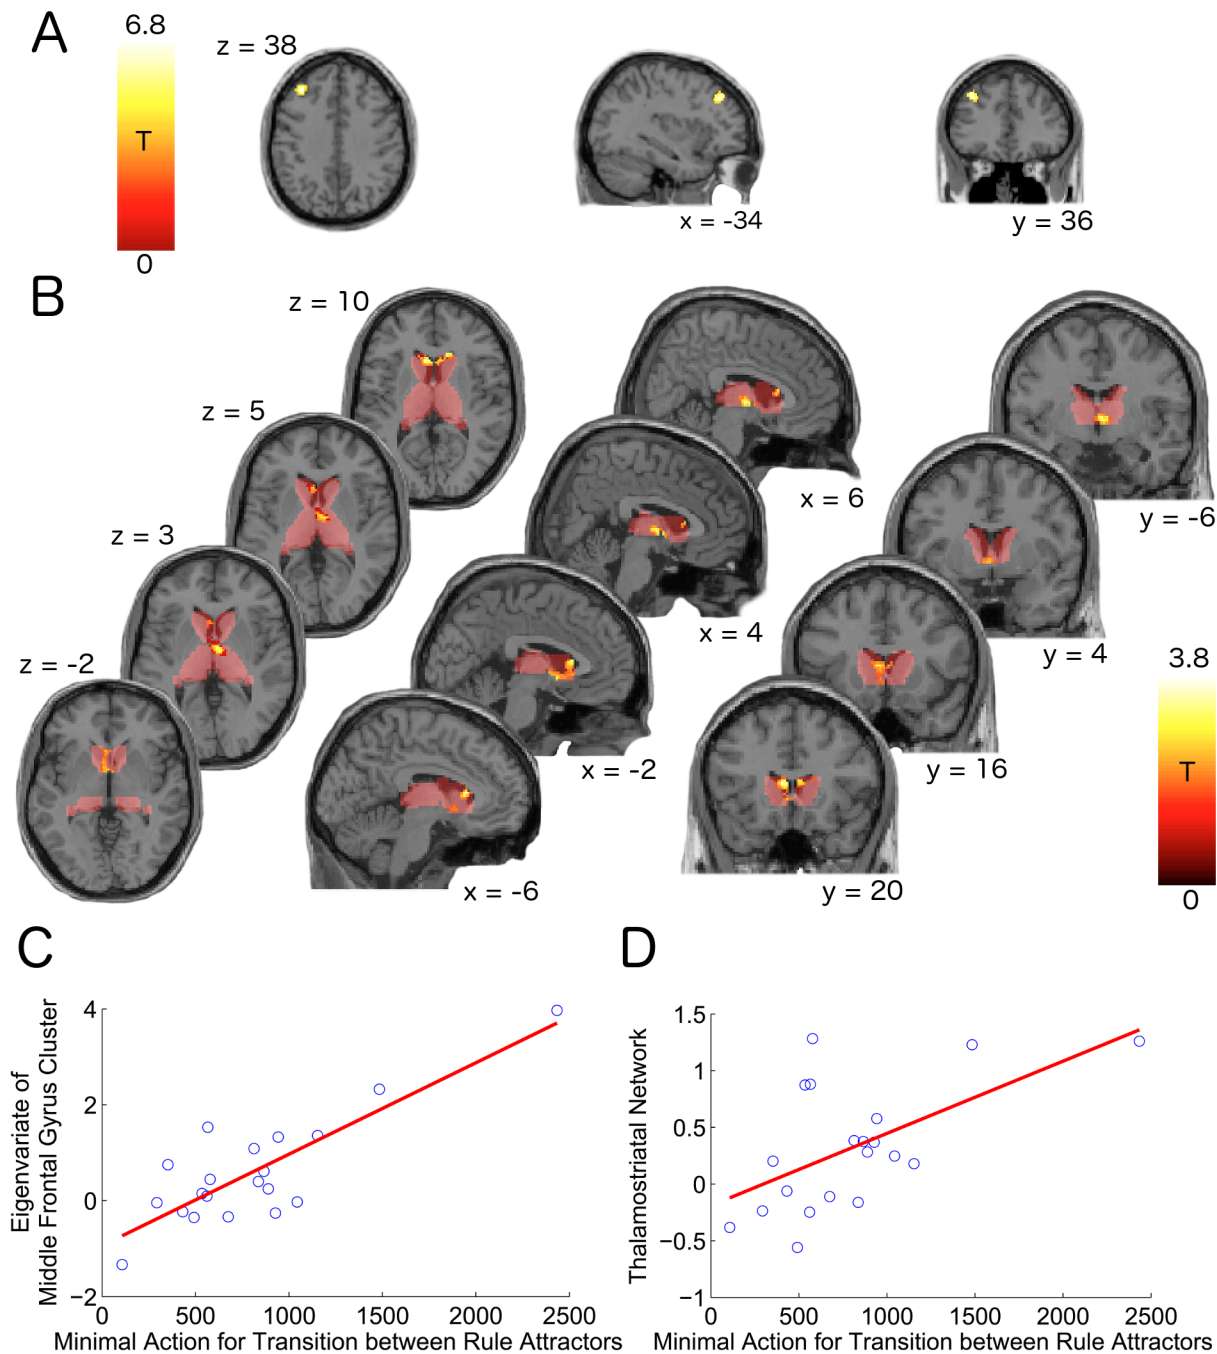 A
6.8
T
0
z = 38
x = -34
y = 36
B
z = 10
z = 5
z = 3
z = -2
x = 6
x = 4
x = -2
x = -6
y = -6
y = 4
y = 16
y = 20
3.8
T
0
C
Eigenvariate of
Middle Frontal Gyrus Cluster
4
2
0
−2
0 500 1000 1500 2000 2500
Minimal Action for Transition between Rule Attractors
D
Thalamostriatal Network
1.5
1
0.5
0
−0.5
−1
0 500 1000 1500 2000 2500
Minimal Action for Transition between Rule Attractors